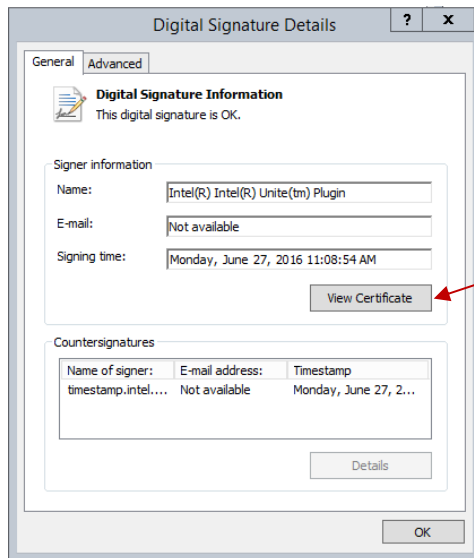 Digital Signature Details
? x
General Advanced
Digital Signature Information
This digital signature is OK.
Signer information
Name: Intel(R) Intel(R) Unite(tm) Plugin
E-mail: Not available
Signing time: Monday, June 27, 2016 11:08:54 AM
View Certificate
Countersignatures
Name of signer: E-mail address: Timestamp
timestamp.intel.... Not available Monday, June 27, 2...
Details
OK